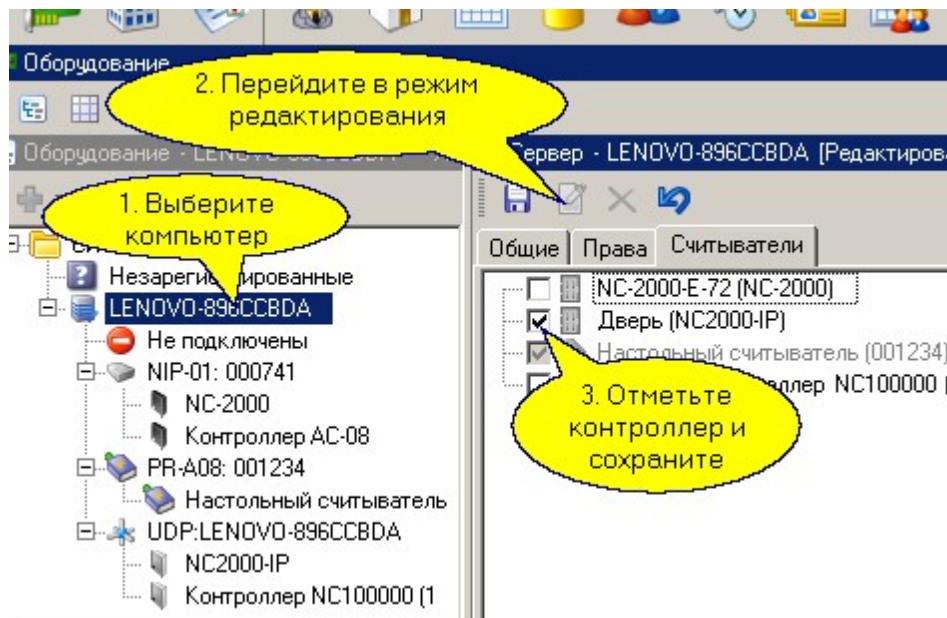 Оборудование
2. Перейдите в режим
редактирования
Оборудование - LENOVO-896CCBDA
Сервер - LENOVO-896CCBDA [Редактиров
1. Выберите
компьютер
Общие Права Считыватели
Незарегистрированные
LENOVO-896CCBDA
Не подключены
NIP-01: 000741
NC-2000
Контроллер AC-08
PR-A08: 001234
Настольный считыватель
UDP:LENOVO-896CCBDA
NC2000-IP
Контроллер NC100000 (1
NC-2000-E-72 (NC-2000)
Дверь (NC2000-IP)
Настольный считыватель (001234)
ллер NC100000 (
3. Отметьте
контроллер и
сохраните